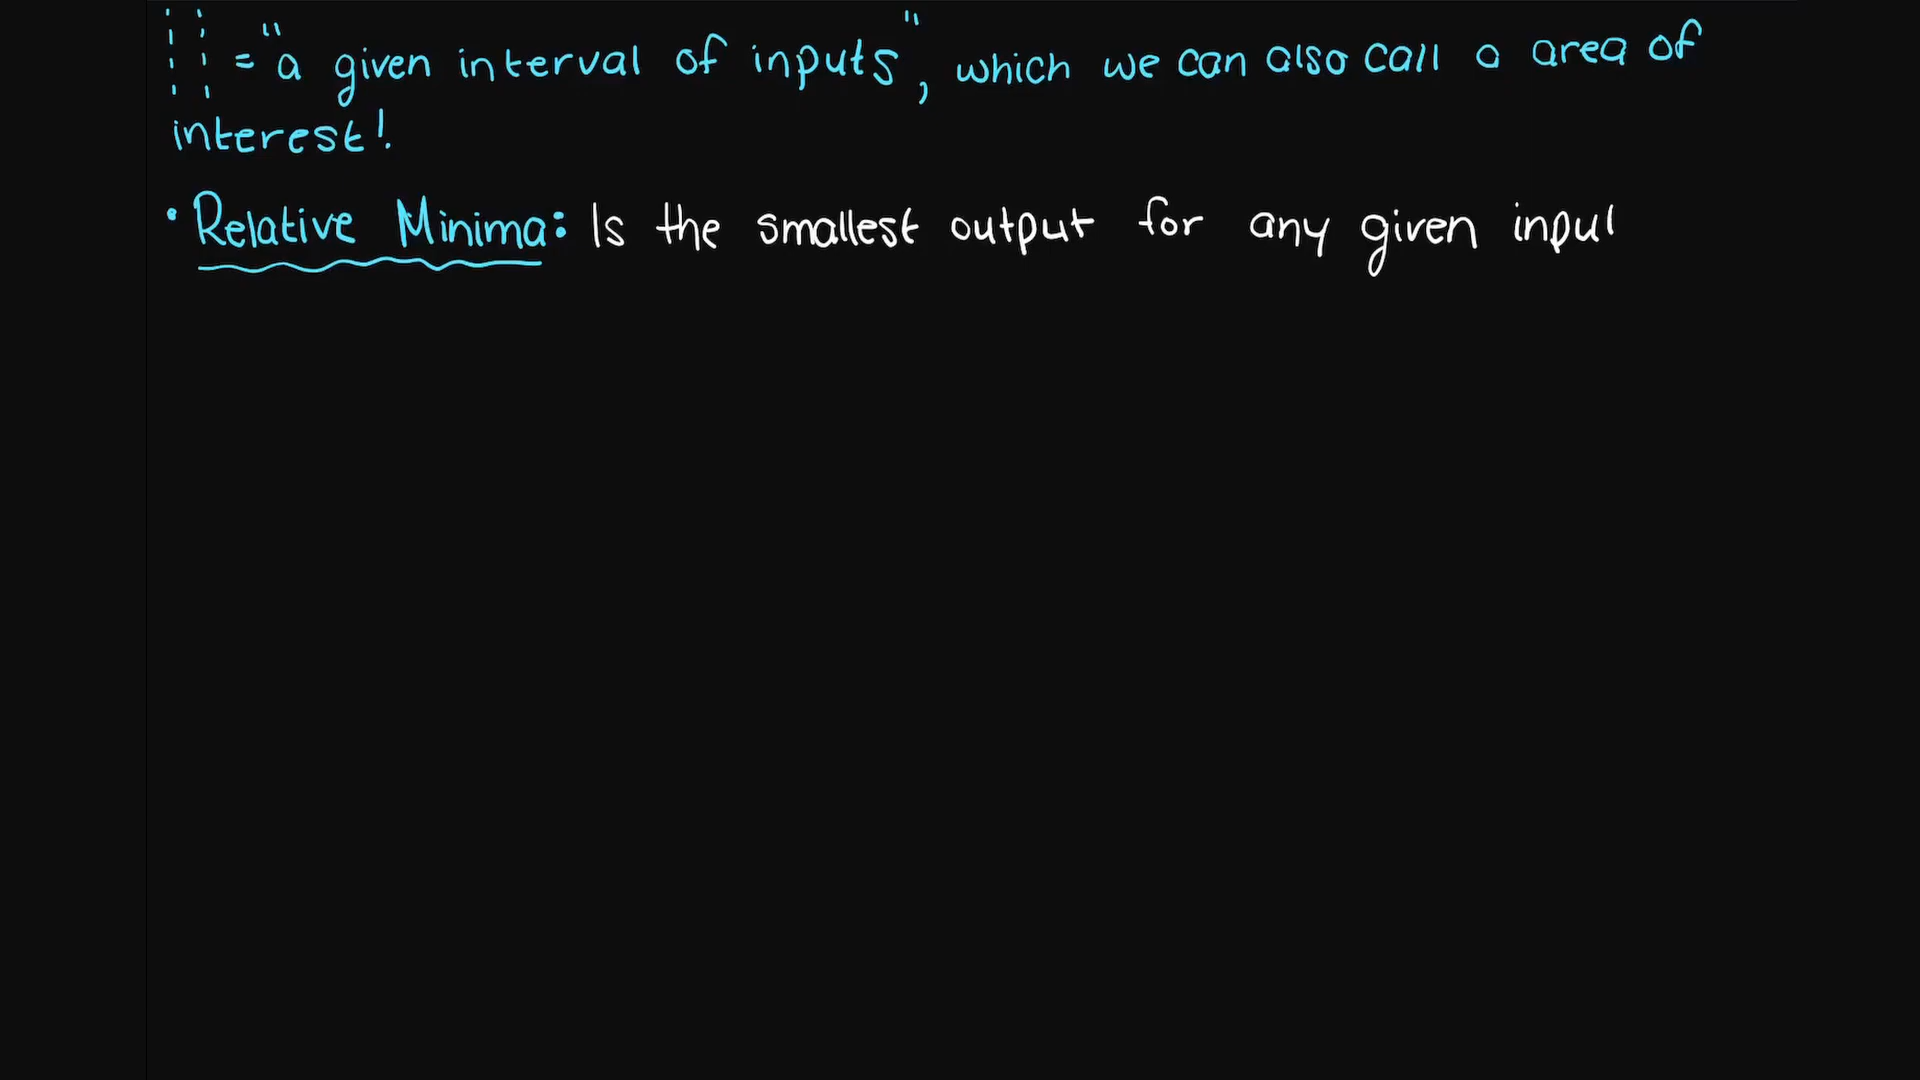 = "a given interval of inputs", which we can also call a area of
interest!
• Relative Minima: Is the smallest output for any given inpul